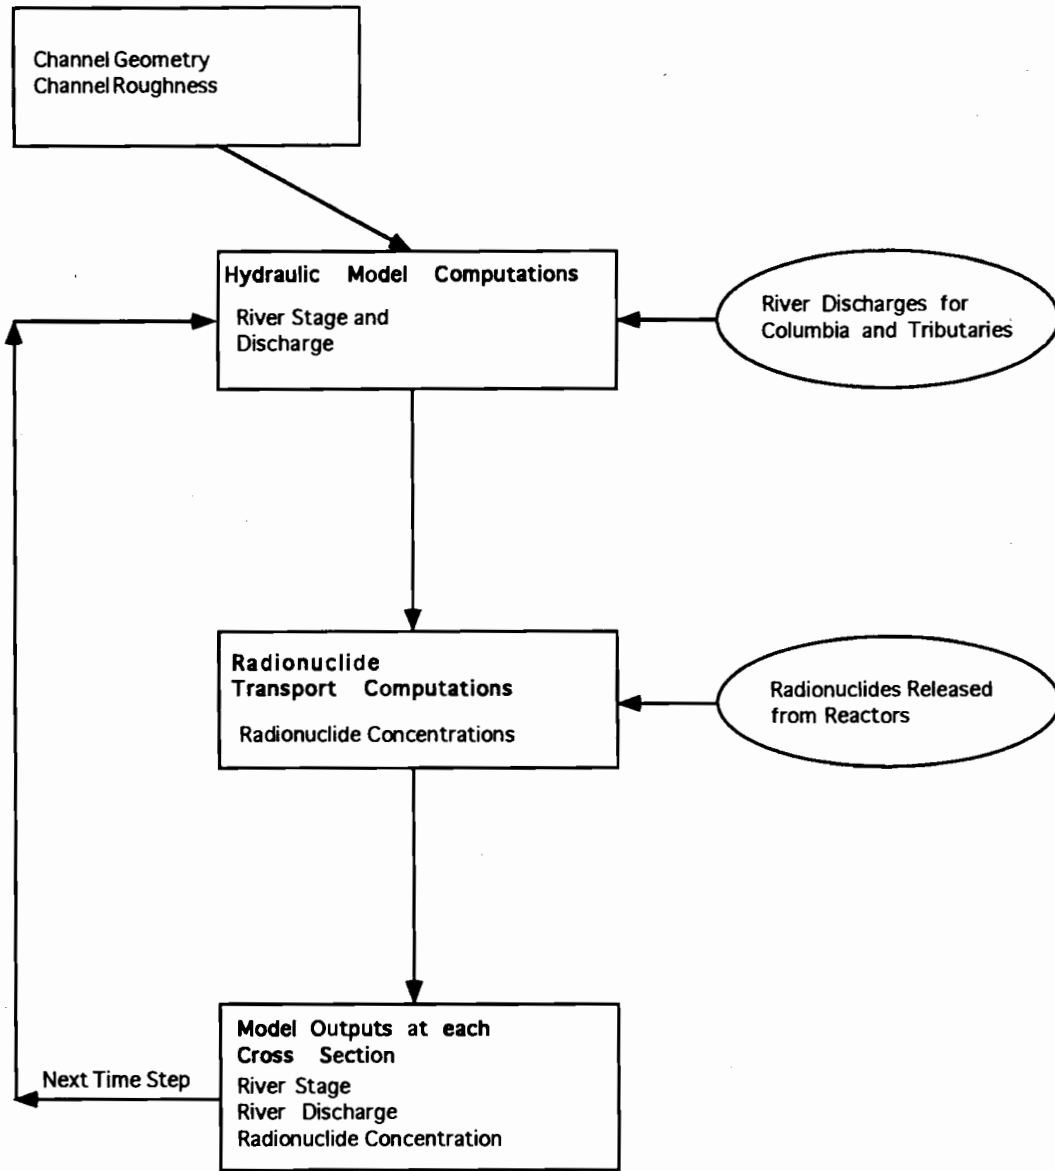 Channel Geometry
Channel Roughness
Hydraulic Model Computations
River Stage and
Discharge
River Discharges for
Columbia and Tributaries
Radionuclide
Transport Computations
Radionuclide Concentrations
Radionuclides Released
from Reactors
Model Outputs at each
Cross Section
River Stage
River Discharge
Radionuclide Concentration
Next Time Step